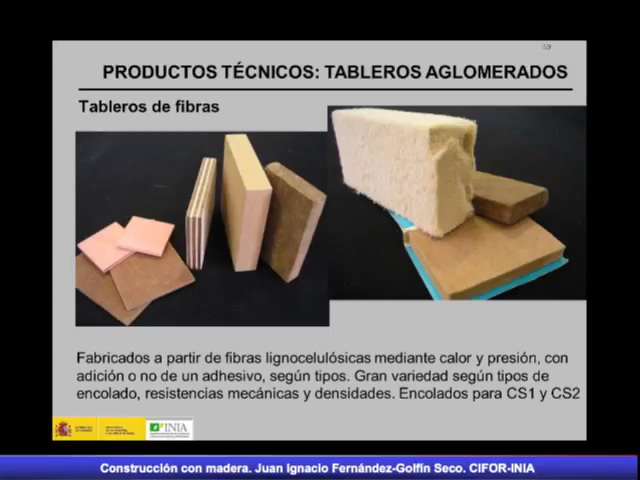 PRODUCTOS TÉCNICOS: TABLEROS AGLOMERADOS
Tableros de fibras
Fabricados a partir de fibras lignocelulósicas mediante calor y presión, con
adición o no de un adhesivo, según tipos. Gran variedad según tipos de
encolado, resistencias mecánicas y densidades. Encolados para CS1 y CS2
INIA
Construcción con madera. Juan Ignacio Fernández-Golfín Seco. CIFOR-INIA